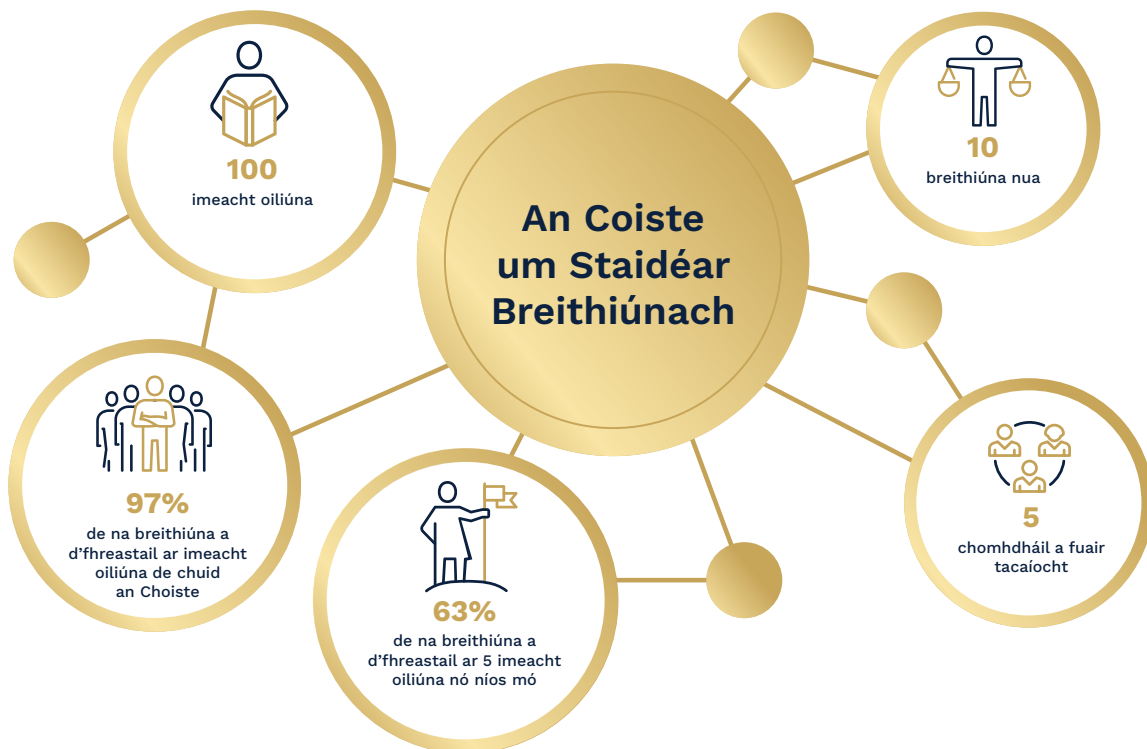 An Coiste
um Staidéar
Breithiúnach
100
imeacht oiliúna
10
breithiúna nua
97%
de na breithiúna a
d'fhreastail ar imeacht
oiliúna de chuid
an Choiste
63%
de na breithiúna a
d'fhreastail ar 5 imeacht
oiliúna nó níos mó
5
chomhdháil a fuair
tacaíocht